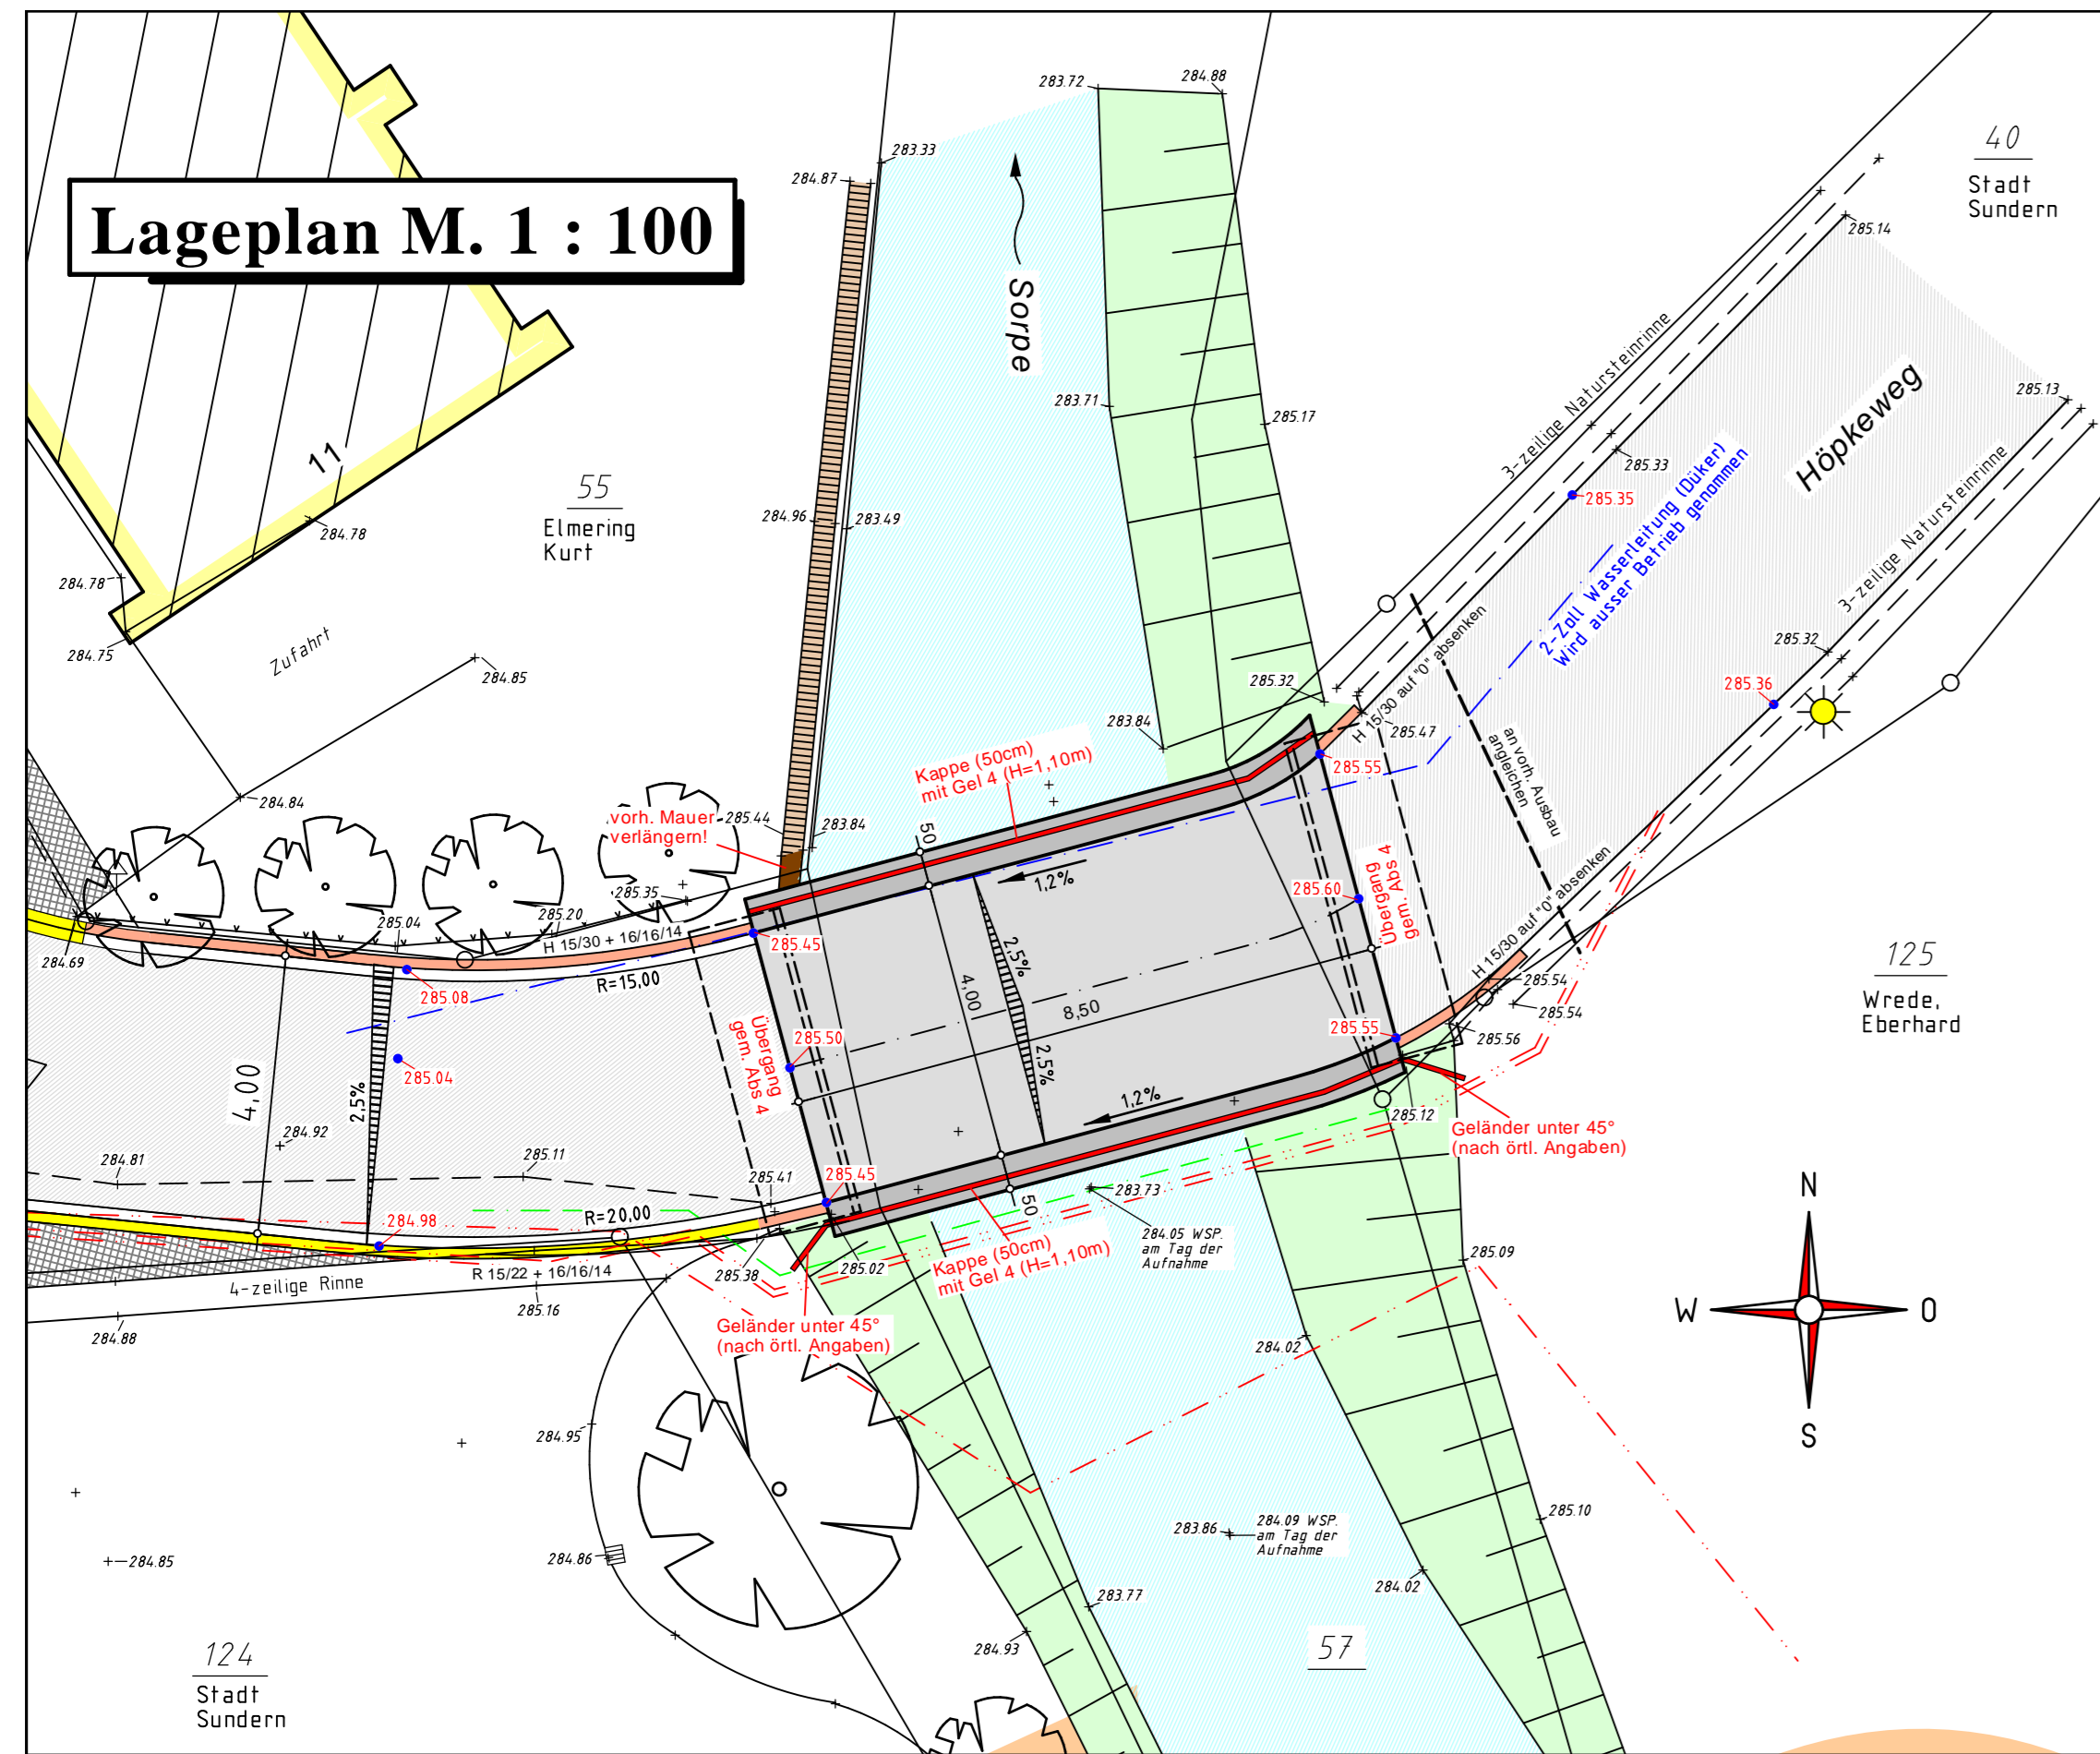 Lageplan M. 1 : 100
283.72
284.88
283.33
284.87
Sorpe
40
Stadt
Sundern
285.14
283.71
285.17
3-zeilige Natursteinrinne
285.33
285.35
Höpkeweg
285.13
3-zeilige Natursteinrinne
2-Zoll Wasserleitung (Düker)
Wird ausser Betrieb genommen
11
284.78
55
Elmering
Kurt
284.96
283.49
284.78
284.75
Zufahrt
284.85
284.84
285.32
283.84
285.32
285.36
H 15/30 auf "0" absenken
285.47
an vorh. Ausbau
angleichen
285.55
Kappe (50cm)
mit Gel 4 (H=1,10m)
vorh. Mauer
verlängern!
285.44
283.84
50
1,2%
285.35
285.20
285.04
H 15/30 + 16/16/14
284.69
285.08
R=15,00
285.45
285.60
Übergang
gem. Abs 4
H 15/30 auf "0" absenken
2,5%
4,00
8,50
285.54
285.54
285.56
285.55
125
Wrede,
Eberhard
285.50
Übergang
gem. Abs 4
2,5%
1,2%
285.04
4,00
2,5%
284.92
284.81
285.11
285.41
285.45
285.12
Geländer unter 45°
(nach örtl. Angaben)
283.73
50
284.05 WSP.
am Tag der
Aufnahme
284.98
R=20,00
285.38
285.02
Kappe (50cm)
mit Gel 4 (H=1,10m)
R 15/22 + 16/16/14
4-zeilige Rinne
285.16
284.88
Geländer unter 45°
(nach örtl. Angaben)
285.09
284.02
N
W
O
S
284.95
284.86
284.85
283.86
284.09 WSP.
am Tag der
Aufnahme
285.10
284.02
283.77
284.93
57
124
Stadt
Sundern